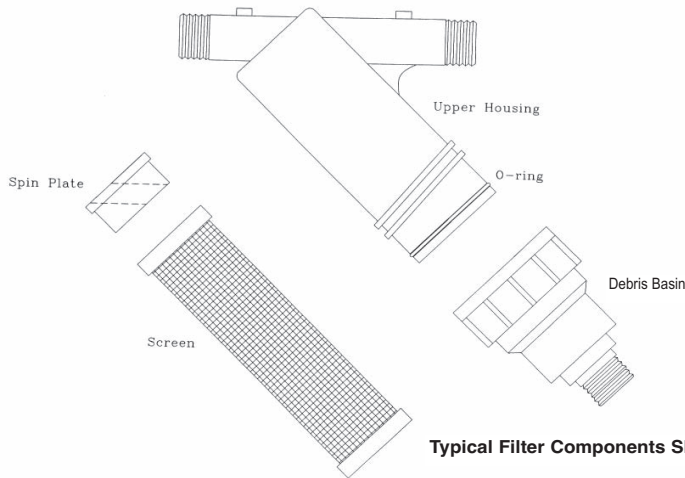 Upper Housing
O-ring
Spin Plate
Debris Basin
Screen
Typical Filter Components